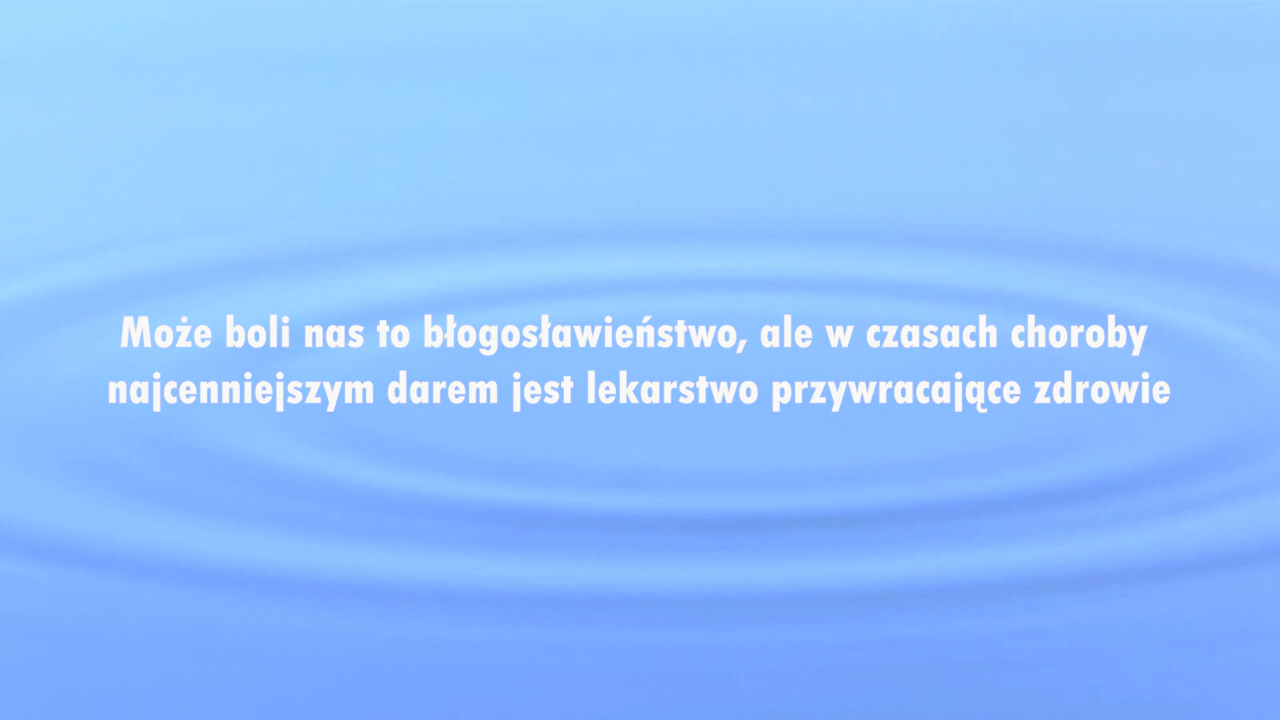 Może boli nas to błogosławieństwo, ale w czasach choroby
najcenniejszym darem jest lekarstwo przywracające zdrowie